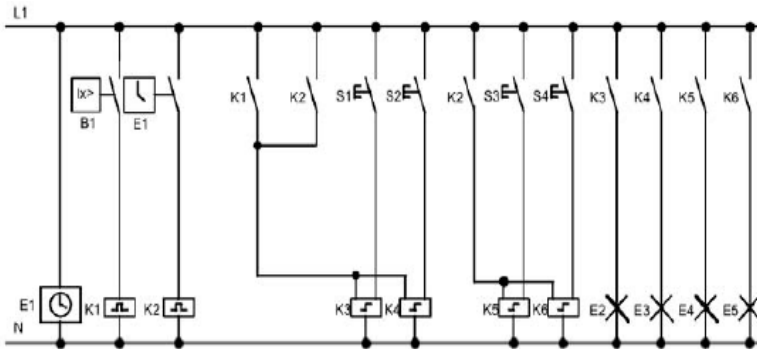 L1
Ix>
B1 E1 K1 K2 S1 S2 K2 S3 S4 K3 K4 K5 K6
E1 K1 K2 K3 K4 K5 K6 E2 E3 E4 E5
N